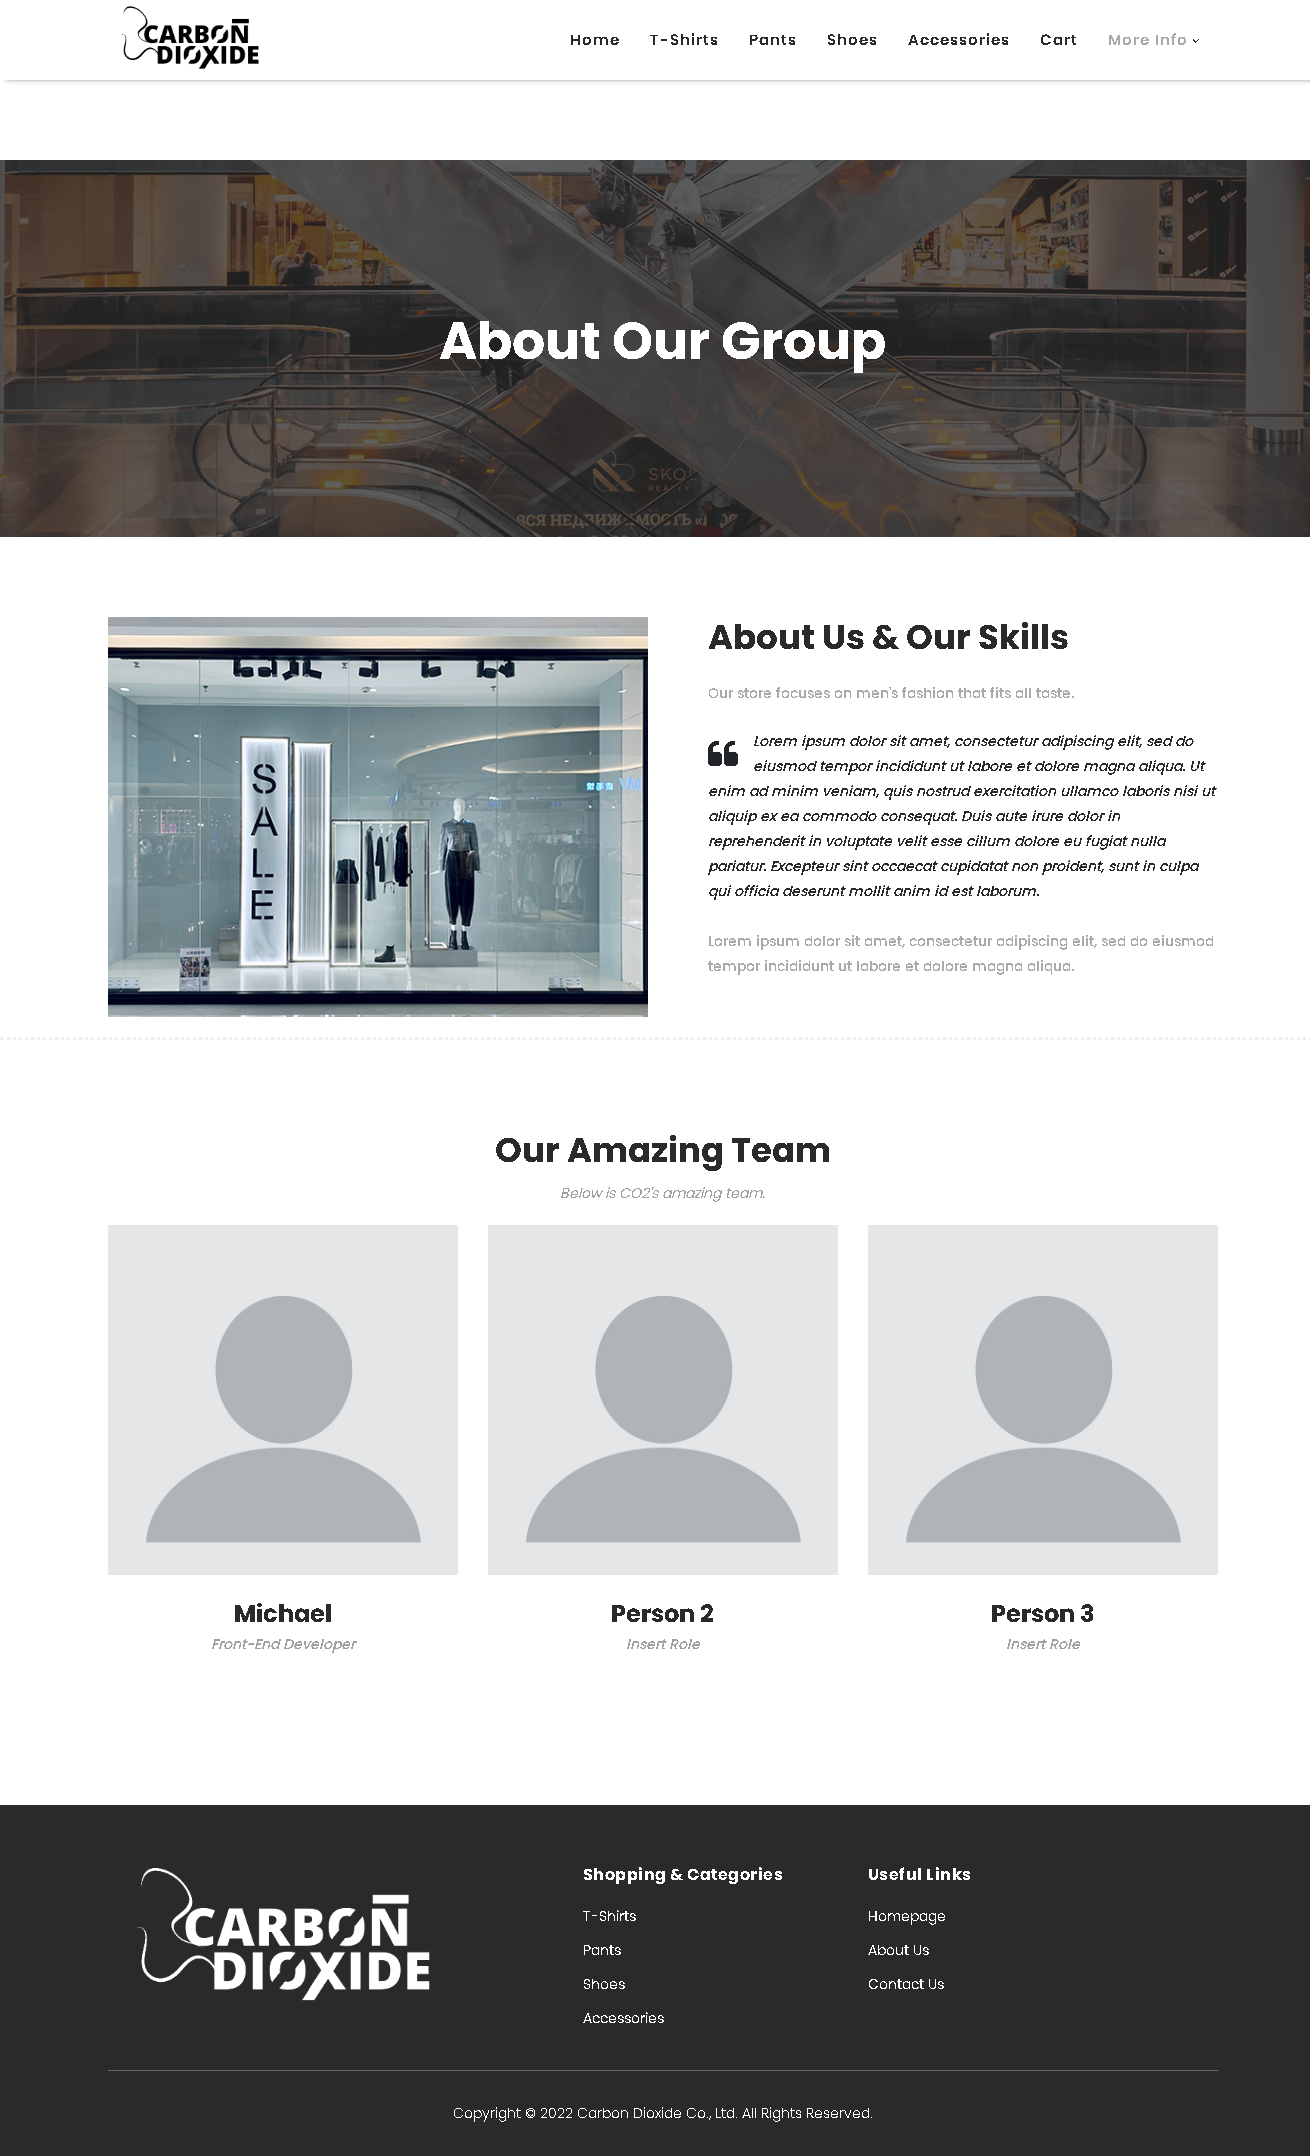 CARBON
DIOXIDE
Home T-Shirts Pants Shoes Accessories Cart More Info
About Our Group
SKO
REALTY
ВСЯ НЕДВИЖИМОСТЬ
About Us & Our Skills
Our store focuses on men's fashion that fits all taste.
Lorem ipsum dolor sit amet, consectetur adipiscing elit, sed do
eiusmod tempor incididunt ut labore et dolore magna aliqua. Ut
enim ad minim veniam, quis nostrud exercitation ullamco laboris nisi ut
aliquip ex ea commodo consequat. Duis aute irure dolor in
reprehenderit in voluptate velit esse cillum dolore eu fugiat nulla
pariatur. Excepteur sint occaecat cupidatat non proident, sunt in culpa
qui officia deserunt mollit anim id est laborum.
Lorem ipsum dolor sit amet, consectetur adipiscing elit, sed do eiusmod
tempor incididunt ut labore et dolore magna aliqua.
SALE
Our Amazing Team
Below is CO2's amazing team.
Michael
Front-End Developer
Person 2
Insert Role
Person 3
Insert Role
CARBON
DIOXIDE
Shopping & Categories
T-Shirts
Pants
Shoes
Accessories
Useful Links
Homepage
About Us
Contact Us
Copyright © 2022 Carbon Dioxide Co., Ltd. All Rights Reserved.